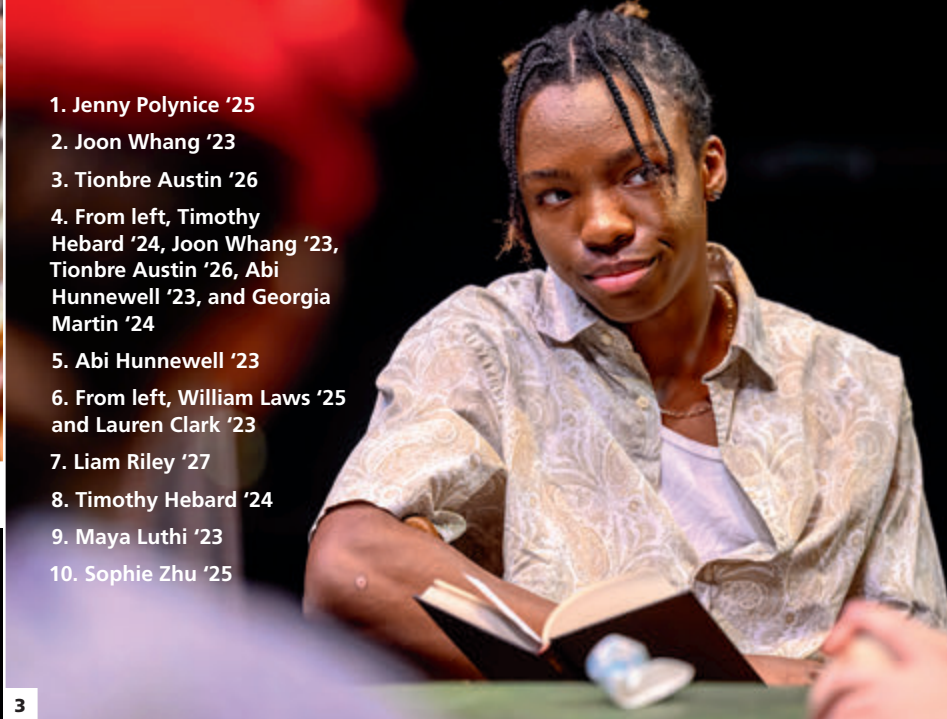 1. Jenny Polynice ‘25
2. Joon Whang ‘23
3. Tionbre Austin ‘26
4. From left, Timothy
Hebard ‘24, Joon Whang ‘23,
Tionbre Austin ‘26, Abi
Hunnewell ‘23, and Georgia
Martin ‘24
5. Abi Hunnewell ‘23
6. From left, William Laws ‘25
and Lauren Clark ‘23
7. Liam Riley ‘27
8. Timothy Hebard ‘24
9. Maya Luthi ‘23
10. Sophie Zhu ‘25
3